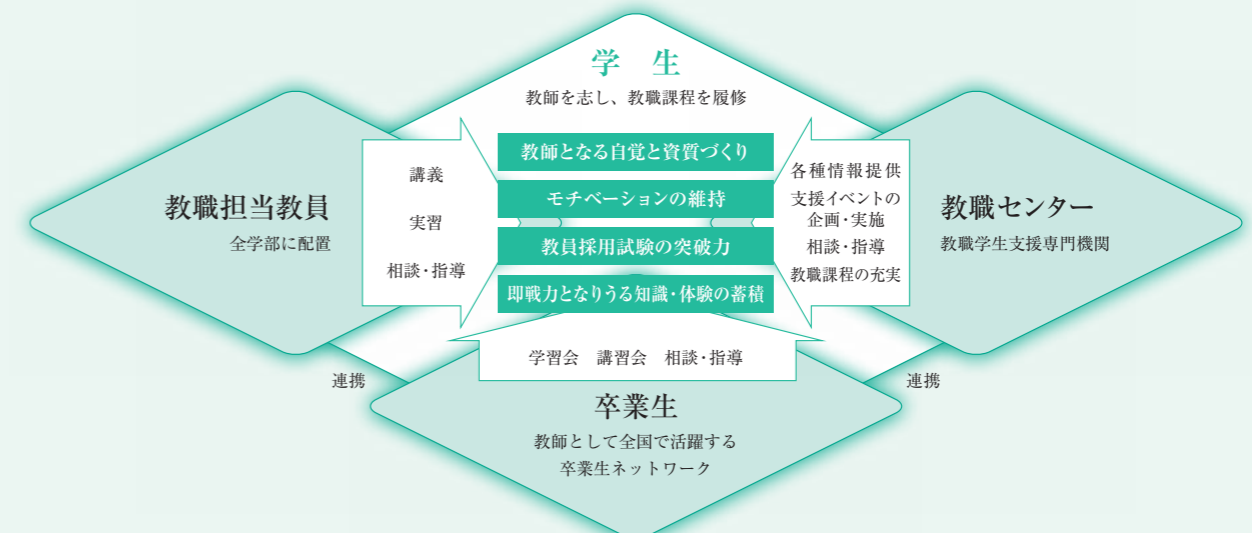 学 生
教師を志し、教職課程を履修
教師となる自覚と資質づくり
モチベーションの維持
教員採用試験の突破力
即戦力となりうる知識・体験の蓄積
教職担当教員
全学部に配置
講義
実習
相談・指導
各種情報提供
支援イベントの
企画・実施
相談・指導
教職課程の充実
教職センター
教職学生支援専門機関
学習会 講習会 相談・指導
連携
連携
卒業生
教師として全国で活躍する
卒業生ネットワーク